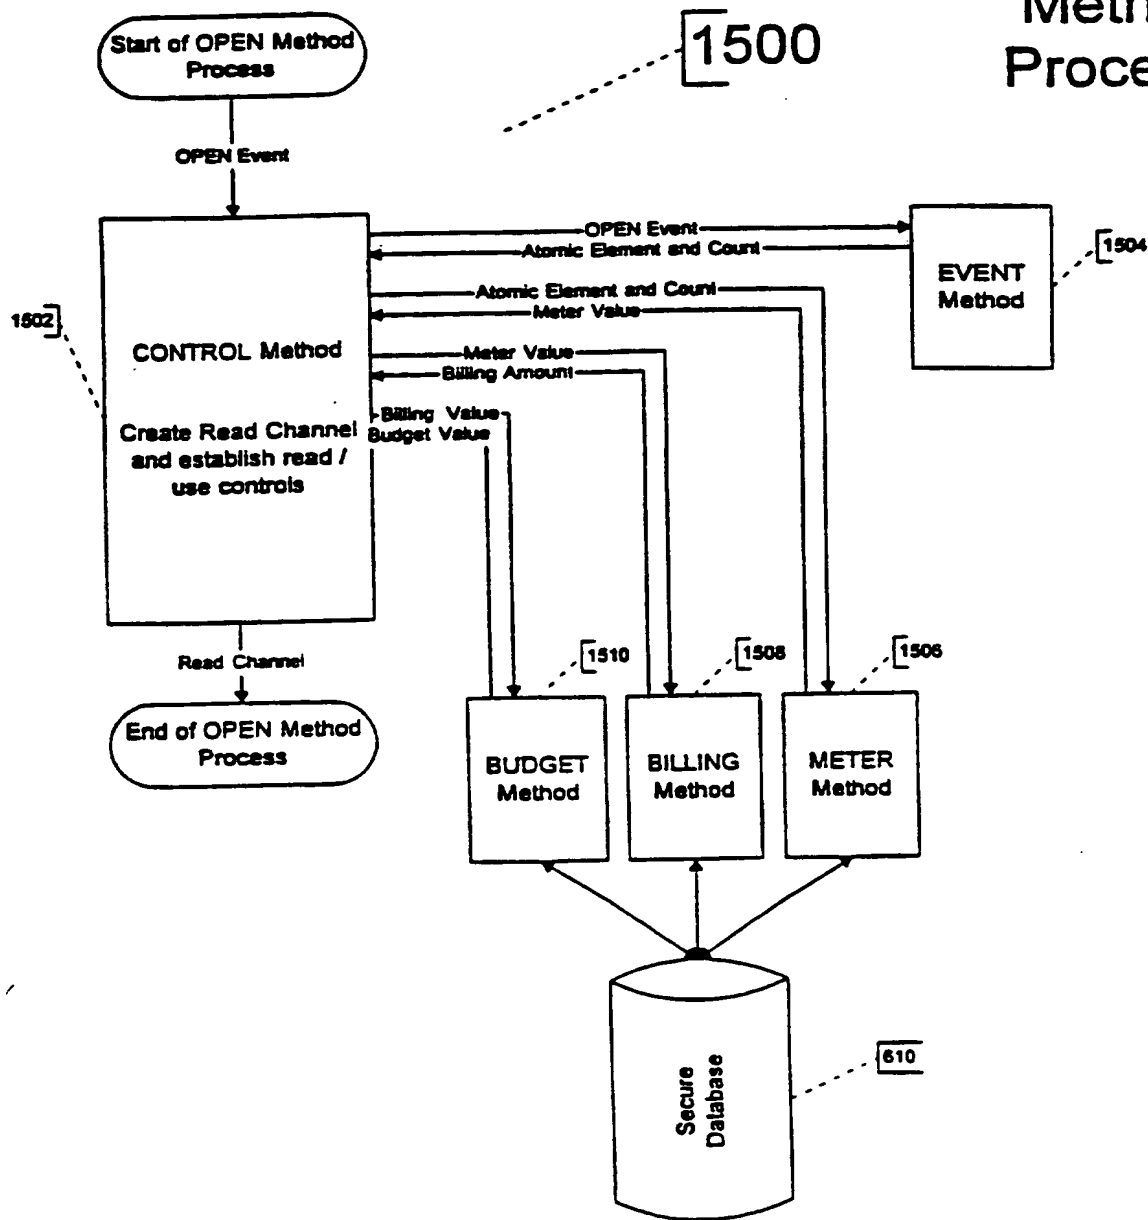 Start of OPEN Method
Process
1500
OPEN Event
OPEN Event
Atomic Element and Count
EVENT
Method
1504
Atomic Element and Count
Meter Value
1502
CONTROL Method
Meter Value
Billing Amount
Billing Value
Budget Value
Create Read Channel
and establish read /
use controls
Read Channel
End of OPEN Method
Process
1510
1508
1506
BUDGET
Method
BILLING
Method
METER
Method
Secure
Database
610